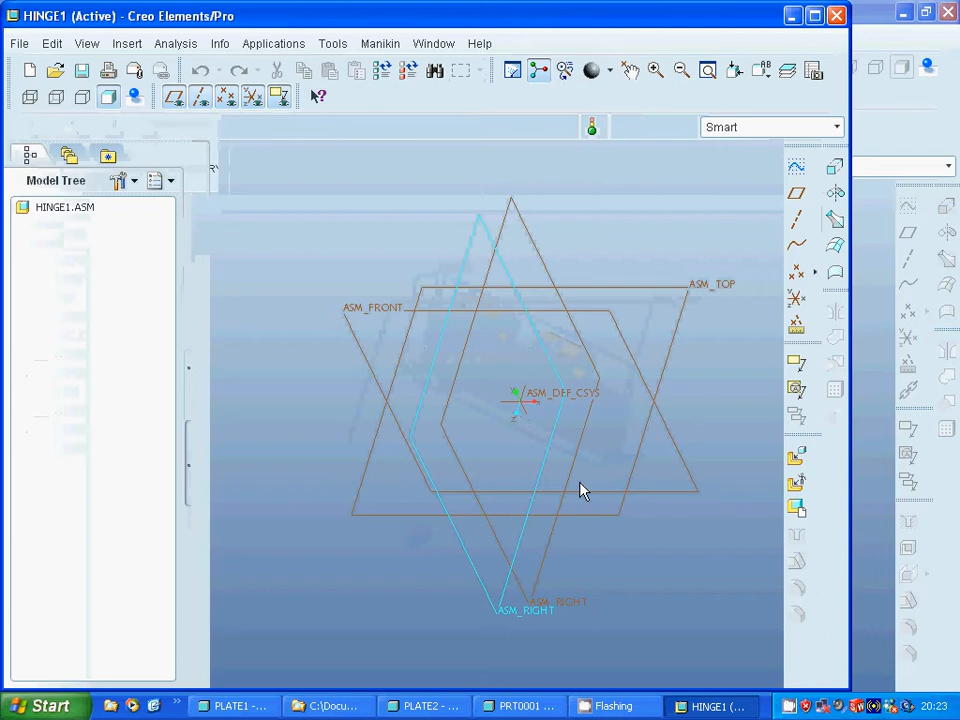 HINGE1 (Active) - Creo Elements/Pro
File Edit View Insert Analysis Info Applications Tools Manikin Window Help
Smart
Model Tree
HINGE1.ASM
ASM_TOP
ASM_FRONT
ASM_DEF_CSYS
ASM_RIGHT
ASM_RIGHT
Start
PLATE1 -...
C:\Docu...
PLATE2 - ...
PRT0001 ...
Flashing
HINGE1 (...
20:23